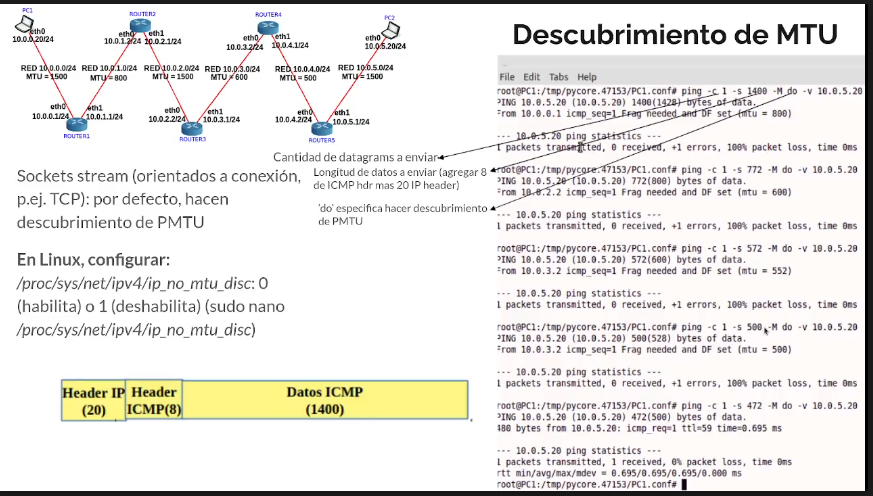 Descubrimiento de MTU
PC1
eth0
10.0.0.20/24
ROUTER2
eth0
10.0.1.2/24
eth1
10.0.2.1/24
ROUTER4
eth0
10.0.3.2/24
eth1
10.0.4.1/24
PC2
eth0
10.0.5.20/24
RED 10.0.0.0/24
MTU = 1500
RED 10.0.1.0/24
MTU = 800
RED 10.0.2.0/24
MTU = 1500
RED 10.0.3.0/24
MTU = 600
RED 10.0.4.0/24
MTU = 500
RED 10.0.5.0/24
MTU = 1500
eth0
10.0.0.1/24
eth1
10.0.1.1/24
ROUTER1
eth0
10.0.2.2/24
eth1
10.0.3.1/24
ROUTER3
eth0
10.0.4.2/24
eth1
10.0.5.1/24
ROUTER5
Cantidad de datagrams a enviar
Longitud de datos a enviar (agregar 8
de ICMP hdr mas 20 IP header)
'do' especifica hacer descubrimiento
de PMTU
Sockets stream (orientados a conexión,
p.ej. TCP): por defecto, hacen
descubrimiento de PMTU
En Linux, configurar:
/proc/sys/net/ipv4/ip_no_mtu_disc: 0
(habilita) o 1 (deshabilita) (sudo nano
/proc/sys/net/ipv4/ip_no_mtu_disc)
Header IP
(20)
Header
ICMP(8)
Datos ICMP
(1400)
File Edit Tabs Help
root@PC1:/tmp/pycore.47153/PC1.conf# ping -c 1 -s 1400 -M do -v 10.0.5.20
PING 10.0.5.20 (10.0.5.20) 1400(1428) bytes of data.
From 10.0.0.1 icmp_seq=1 Frag needed and DF set (mtu = 800)
--- 10.0.5.20 ping statistics ---
1 packets transmitted, 0 received, +1 errors, 100% packet loss, time 0ms
root@PC1:/tmp/pycore.47153/PC1.conf# ping -c 1 -s 772 -M do -v 10.0.5.20
PING 10.0.5.20 (10.0.5.20) 772(800) bytes of data.
From 10.0.2.2 icmp_seq=1 Frag needed and DF set (mtu = 600)
--- 10.0.5.20 ping statistics ---
1 packets transmitted, 0 received, +1 errors, 100% packet loss, time 0ms
root@PC1:/tmp/pycore.47153/PC1.conf# ping -c 1 -s 572 -M do -v 10.0.5.20
PING 10.0.5.20 (10.0.5.20) 572(600) bytes of data.
From 10.0.3.2 icmp_seq=1 Frag needed and DF set (mtu = 552)
--- 10.0.5.20 ping statistics ---
1 packets transmitted, 0 received, +1 errors, 100% packet loss, time 0ms
root@PC1:/tmp/pycore.47153/PC1.conf# ping -c 1 -s 500 -M do -v 10.0.5.20
PING 10.0.5.20 (10.0.5.20) 500(528) bytes of data.
From 10.0.3.2 icmp_seq=1 Frag needed and DF set (mtu = 500)
--- 10.0.5.20 ping statistics ---
1 packets transmitted, 0 received, +1 errors, 100% packet loss, time 0ms
root@PC1:/tmp/pycore.47153/PC1.conf# ping -c 1 -s 472 -M do -v 10.0.5.20
PING 10.0.5.20 (10.0.5.20) 472(500) bytes of data.
480 bytes from 10.0.5.20: icmp_req=1 ttl=59 time=0.695 ms
--- 10.0.5.20 ping statistics ---
1 packets transmitted, 1 received, 0% packet loss, time 0ms
rtt min/avg/max/mdev = 0.695/0.695/0.695/0.000 ms
root@PC1:/tmp/pycore.47153/PC1.conf#